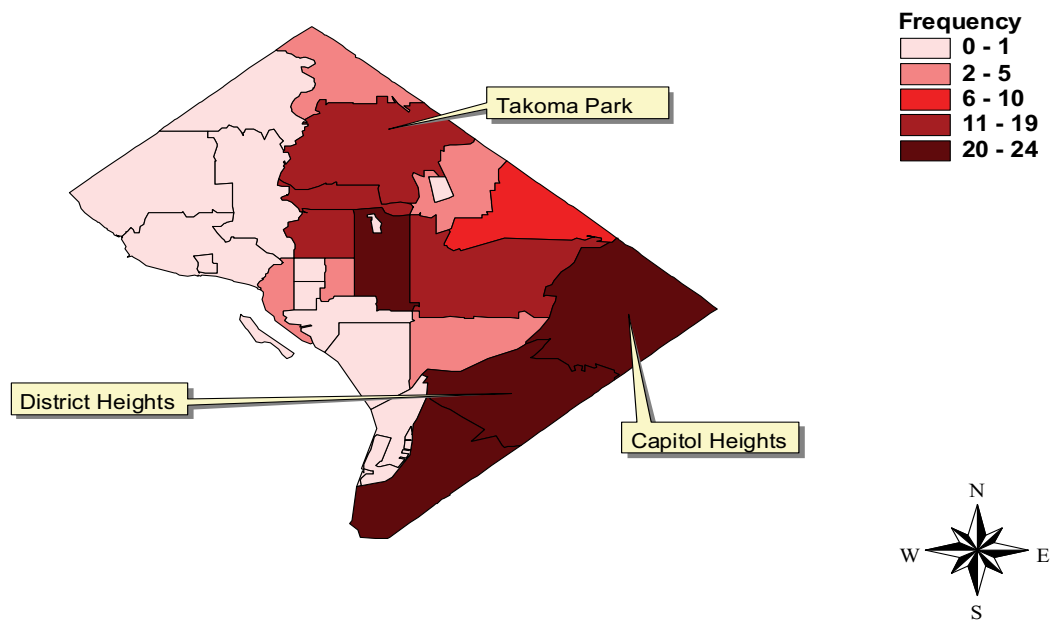 Frequency
0 - 1
2 - 5
6 - 10
11 - 19
20 - 24
Takoma Park
District Heights
Capitol Heights
N
W E
S